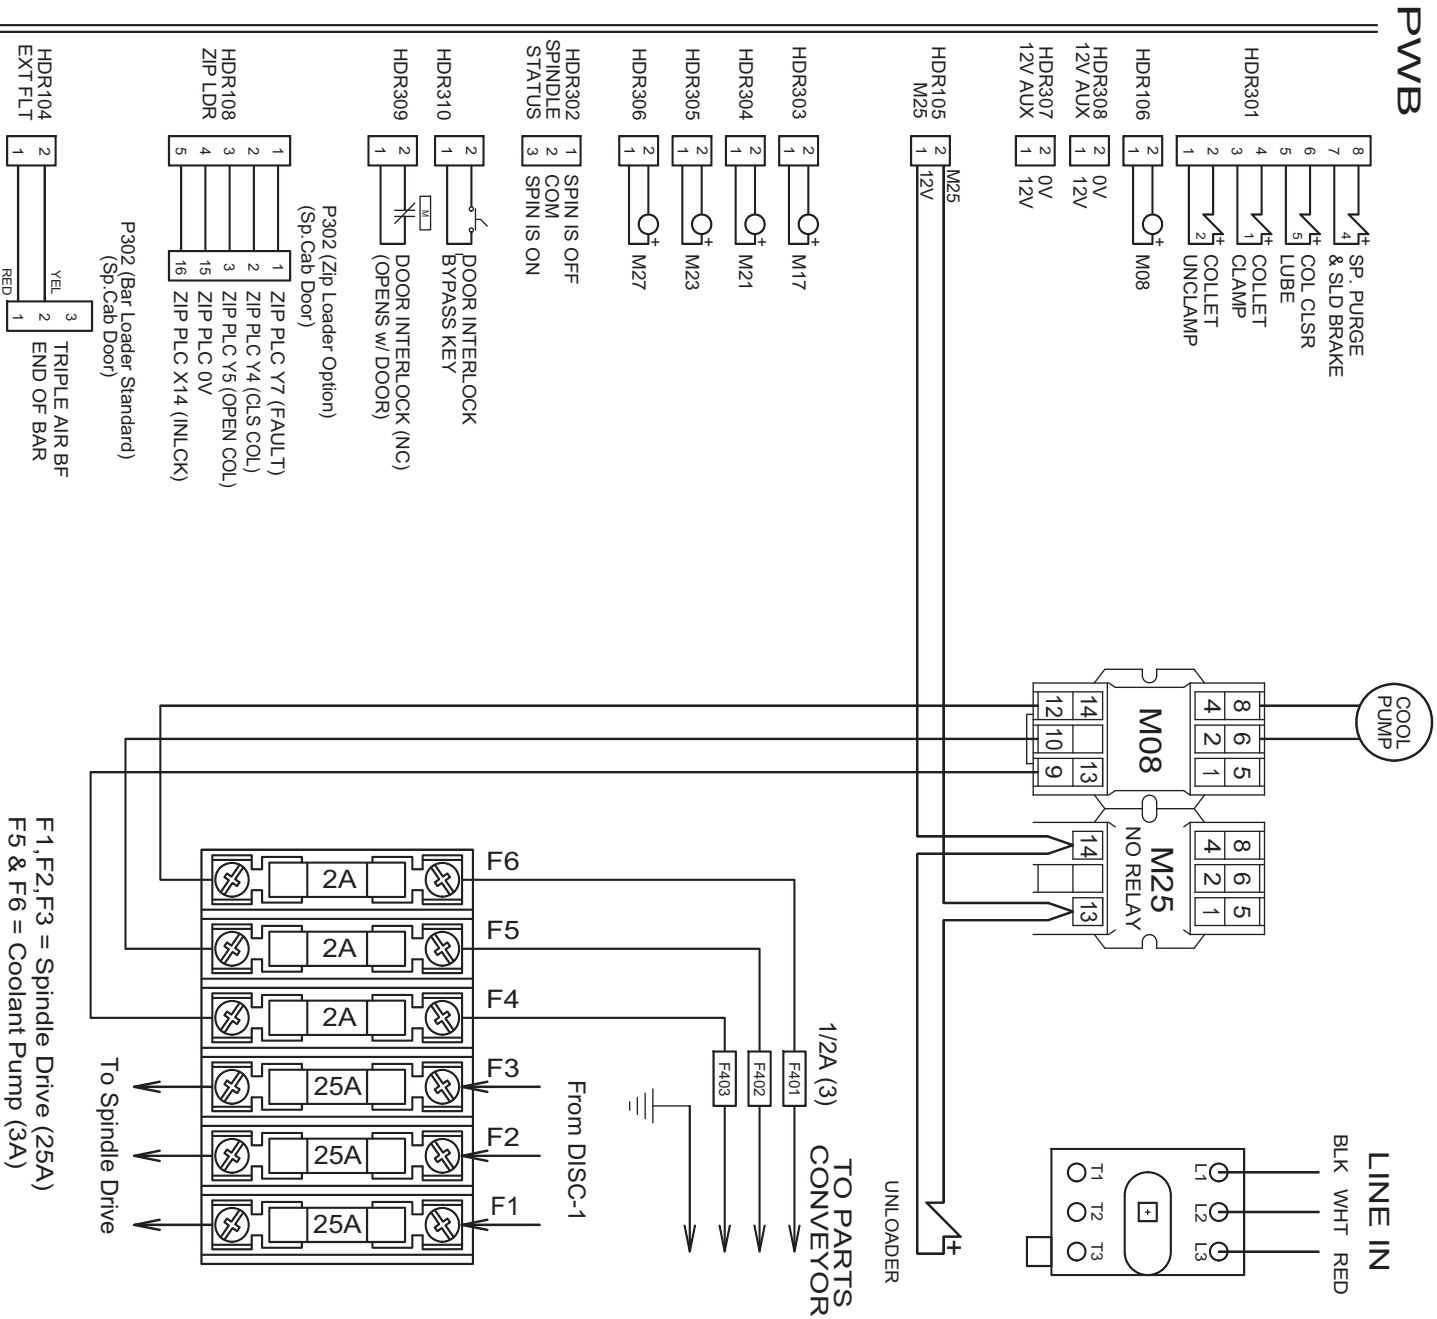 PWB
HDR301
8
7
6
5
4
3
2
1
4
5
1
2
SP. PURGE
& SLD BRAKE
COL CLSR
LUBE
COLLET
CLAMP
COLLET
UNCLAMP
HDR106
2
1
+
M08
HDR308
12V AUX
2 0V
1 12V
HDR307
12V AUX
2 0V
1 12V
HDR105
M25
2
1
M25
12V
HDR303
2
1
+
M17
HDR304
2
1
+
M21
HDR305
2
1
+
M23
HDR306
2
1
+
M27
HDR302
SPINDLE
STATUS
1 SPIN IS OFF
2 COM
3 SPIN IS ON
HDR310
2
1
DOOR INTERLOCK
BYPASS KEY
HDR309
2
1
M
DOOR INTERLOCK (NC)
(OPENS w/ DOOR)
P302 (Zip Loader Option)
(Sp.Cab Door)
HDR108
ZIP LDR
1 1 ZIP PLC Y7 (FAULT)
2 2 ZIP PLC Y4 (CLS COL)
3 3 ZIP PLC Y5 (OPEN COL)
4 15 ZIP PLC 0V
5 16 ZIP PLC X14 (INLCK)
P302 (Bar Loader Standard)
(Sp.Cab Door)
HDR104
EXT FLT
2
1
YEL
RED
3
2
1
TRIPLE AIR BF
END OF BAR
COOL
PUMP
8 6 5
4 2 1
M08
14 13
12 10 9
8 6 5
4 2 1
M25
NO RELAY
14 13
UNLOADER
+
LINE IN
BLK WHT RED
L1 L2 L3
+
T1 T2 T3
TO PARTS
CONVEYOR
1/2A (3)
F401
F402
F403
From DISC-1
F6 2A
F5 2A
F4 2A
F3 25A
F2 25A
F1 25A
To Spindle Drive
F1,F2,F3 = Spindle Drive (25A)
F5 & F6 = Coolant Pump (3A)